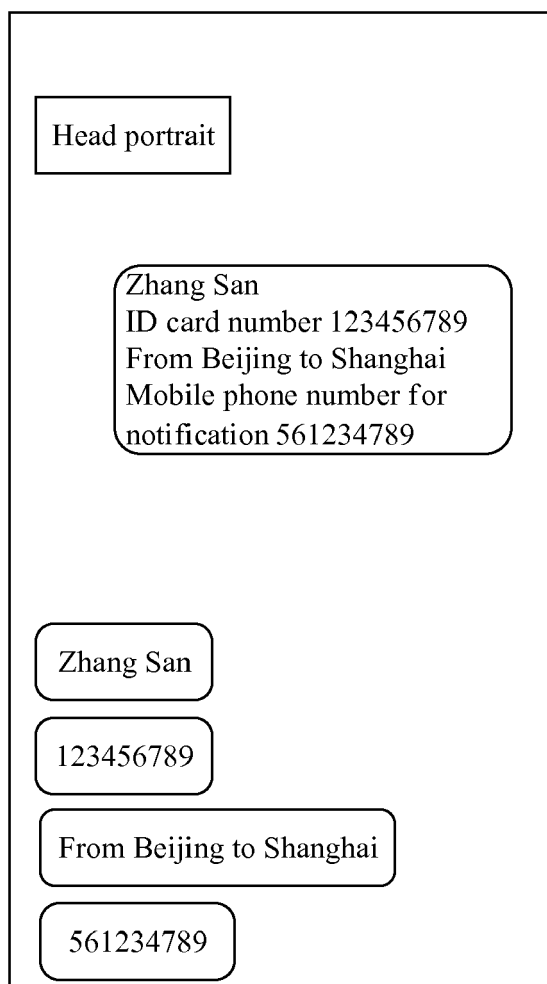 Head portrait
Zhang San
ID card number 123456789
From Beijing to Shanghai
Mobile phone number for
notification 561234789
Zhang San
123456789
From Beijing to Shanghai
561234789